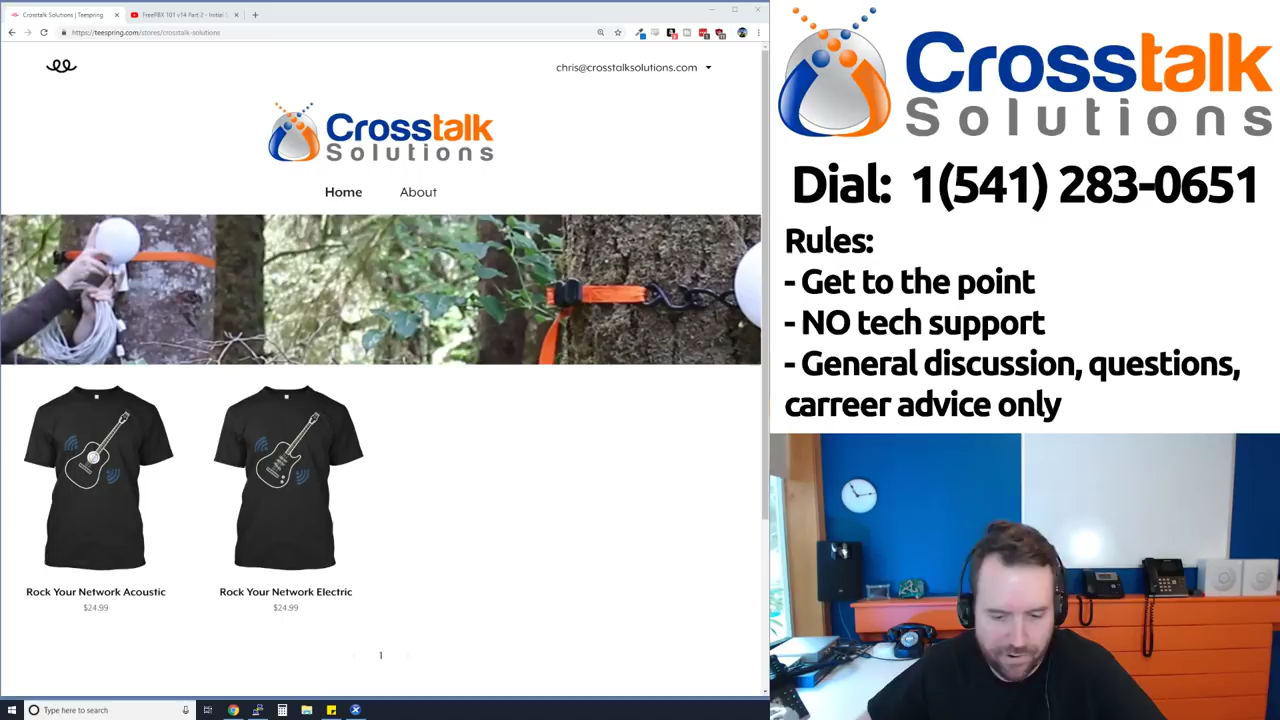 Crosstalk Solutions | Teespring
FreePBX 101 v14 Part 2 - Initial
https://teespring.com/stores/crosstalk-solutions
chris@crosstalksolutions.com
Crosstalk
Solutions
Home
About
Rock Your Network Acoustic
$24.99
Rock Your Network Electric
$24.99
1
Type here to search
Crosstalk
Solutions
Dial: 1(541) 283-0651
Rules:
- Get to the point
- NO tech support
- General discussion, questions,
carreer advice only